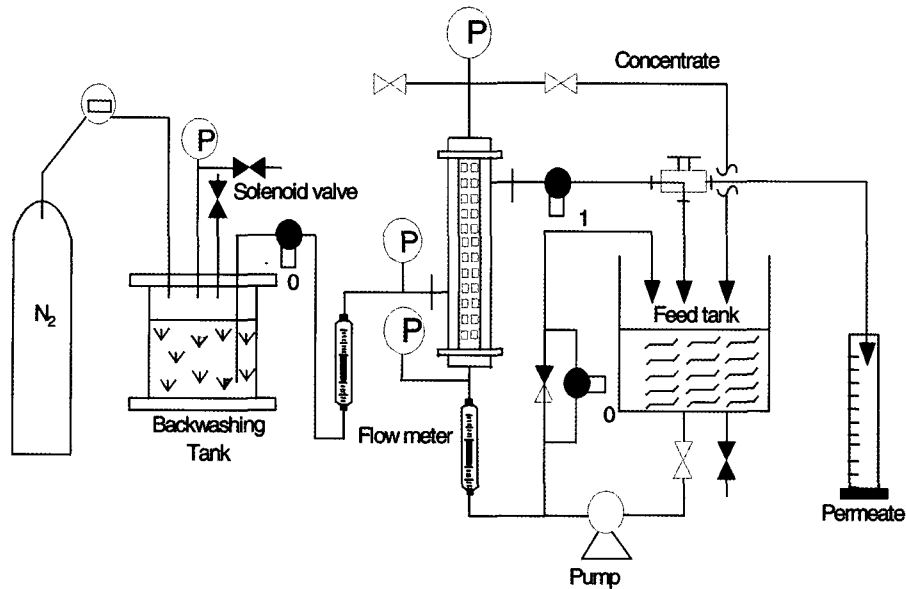 P
Concentrate
P
Solenoid valve
1
P
0
N2
Feed tank
P
0
Backwashing
Tank
Flow meter
Permeate
Pump